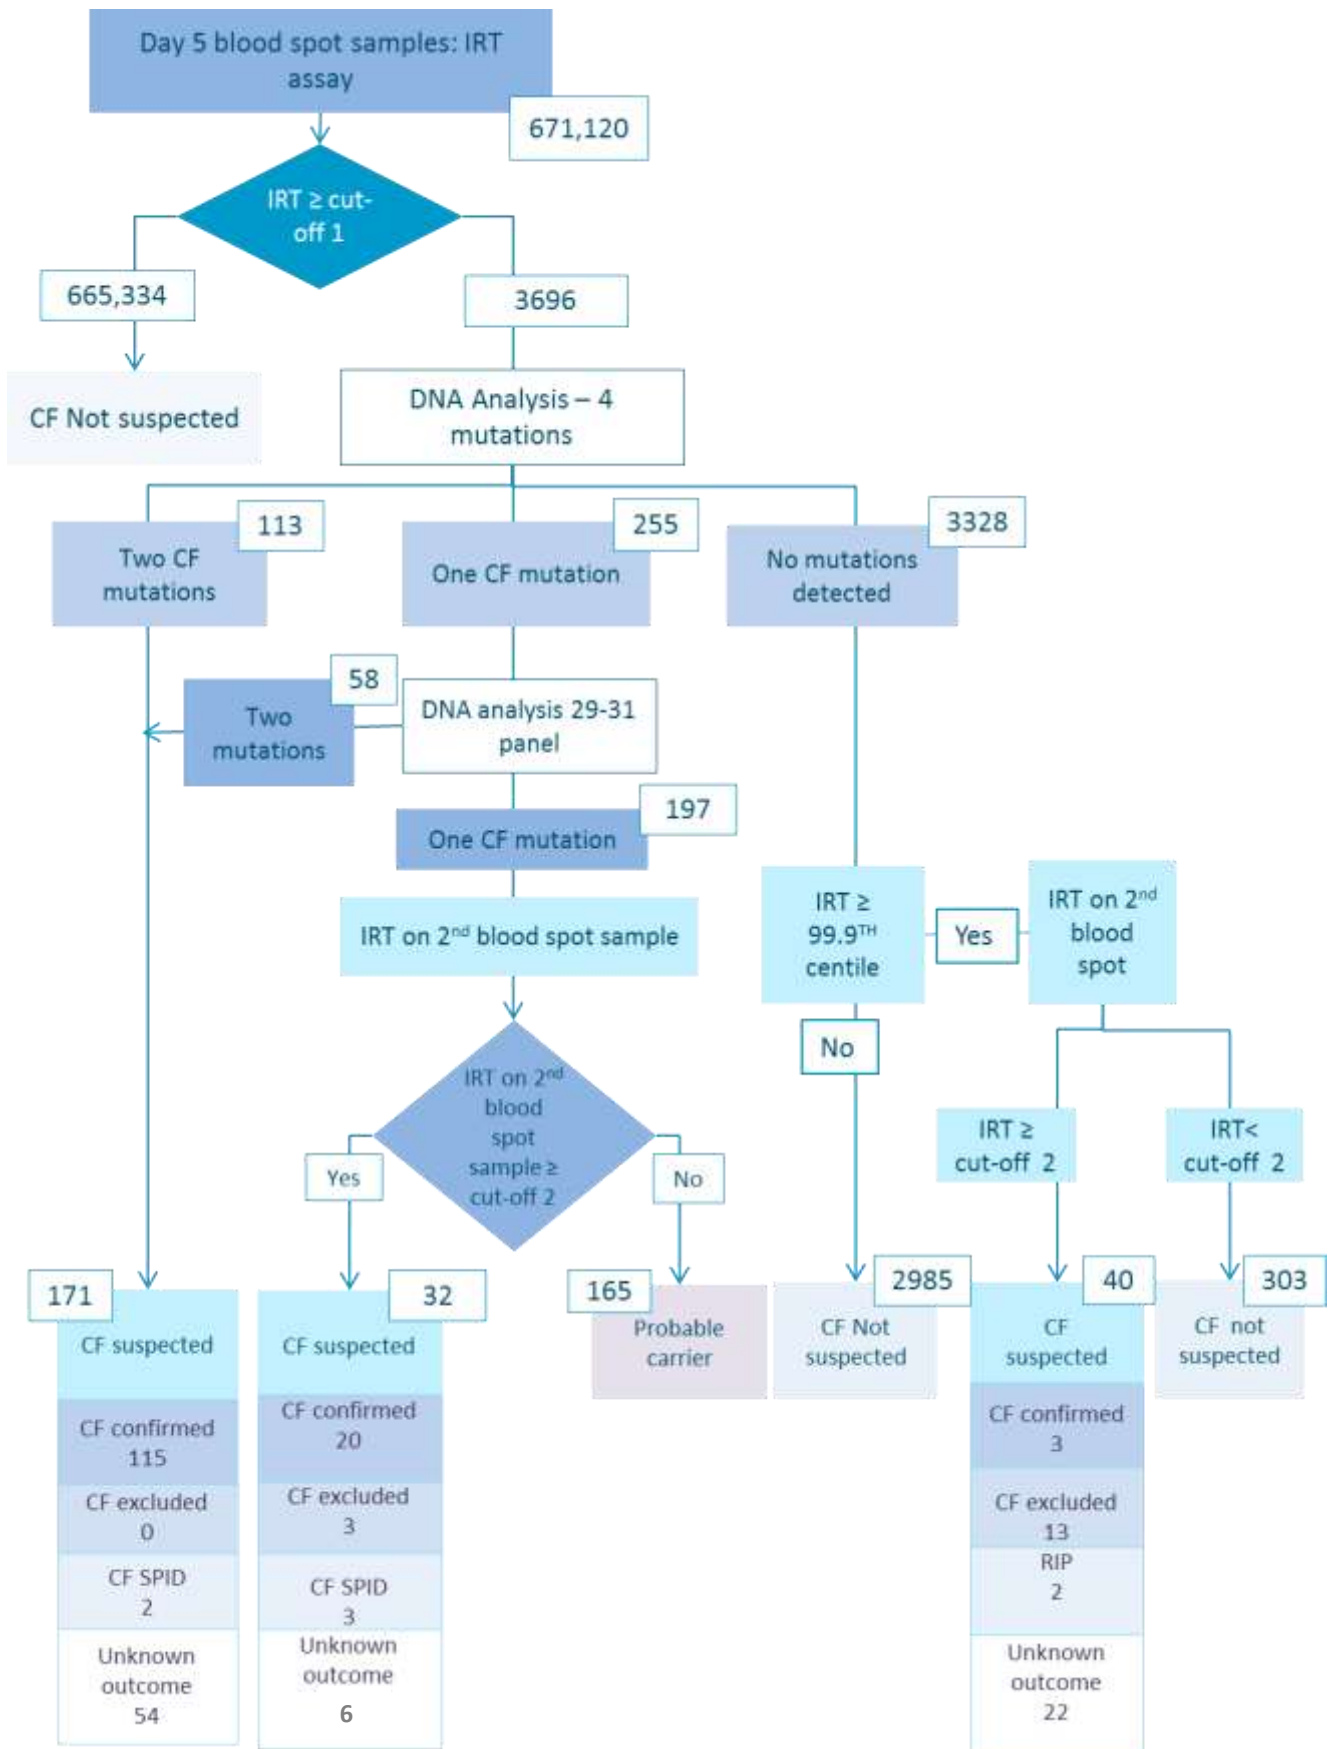 Day 5 blood spot samples: IRT
assay
671,120
IRT ≥ cut-
off 1
665,334
3696
CF Not suspected
DNA Analysis – 4
mutations
113
Two CF
mutations
255
One CF mutation
3328
No mutations
detected
58
Two
mutations
DNA analysis 29-31
panel
197
One CF mutation
IRT on 2nd blood spot sample
IRT ≥
99.9TH
centile
Yes
IRT on 2nd
blood
spot
No
IRT on 2nd
blood
spot
sample ≥
cut-off 2
Yes
No
IRT ≥
cut-off 2
IRT<
cut-off 2
171
CF suspected
CF confirmed
115
CF excluded
0
CF SPID
2
Unknown
outcome
54
32
CF suspected
CF confirmed
20
CF excluded
3
CF SPID
3
Unknown
outcome
6
165
Probable
carrier
2985
CF Not
suspected
40
CF
suspected
CF confirmed
3
CF excluded
13
RIP
2
Unknown
outcome
22
303
CF not
suspected